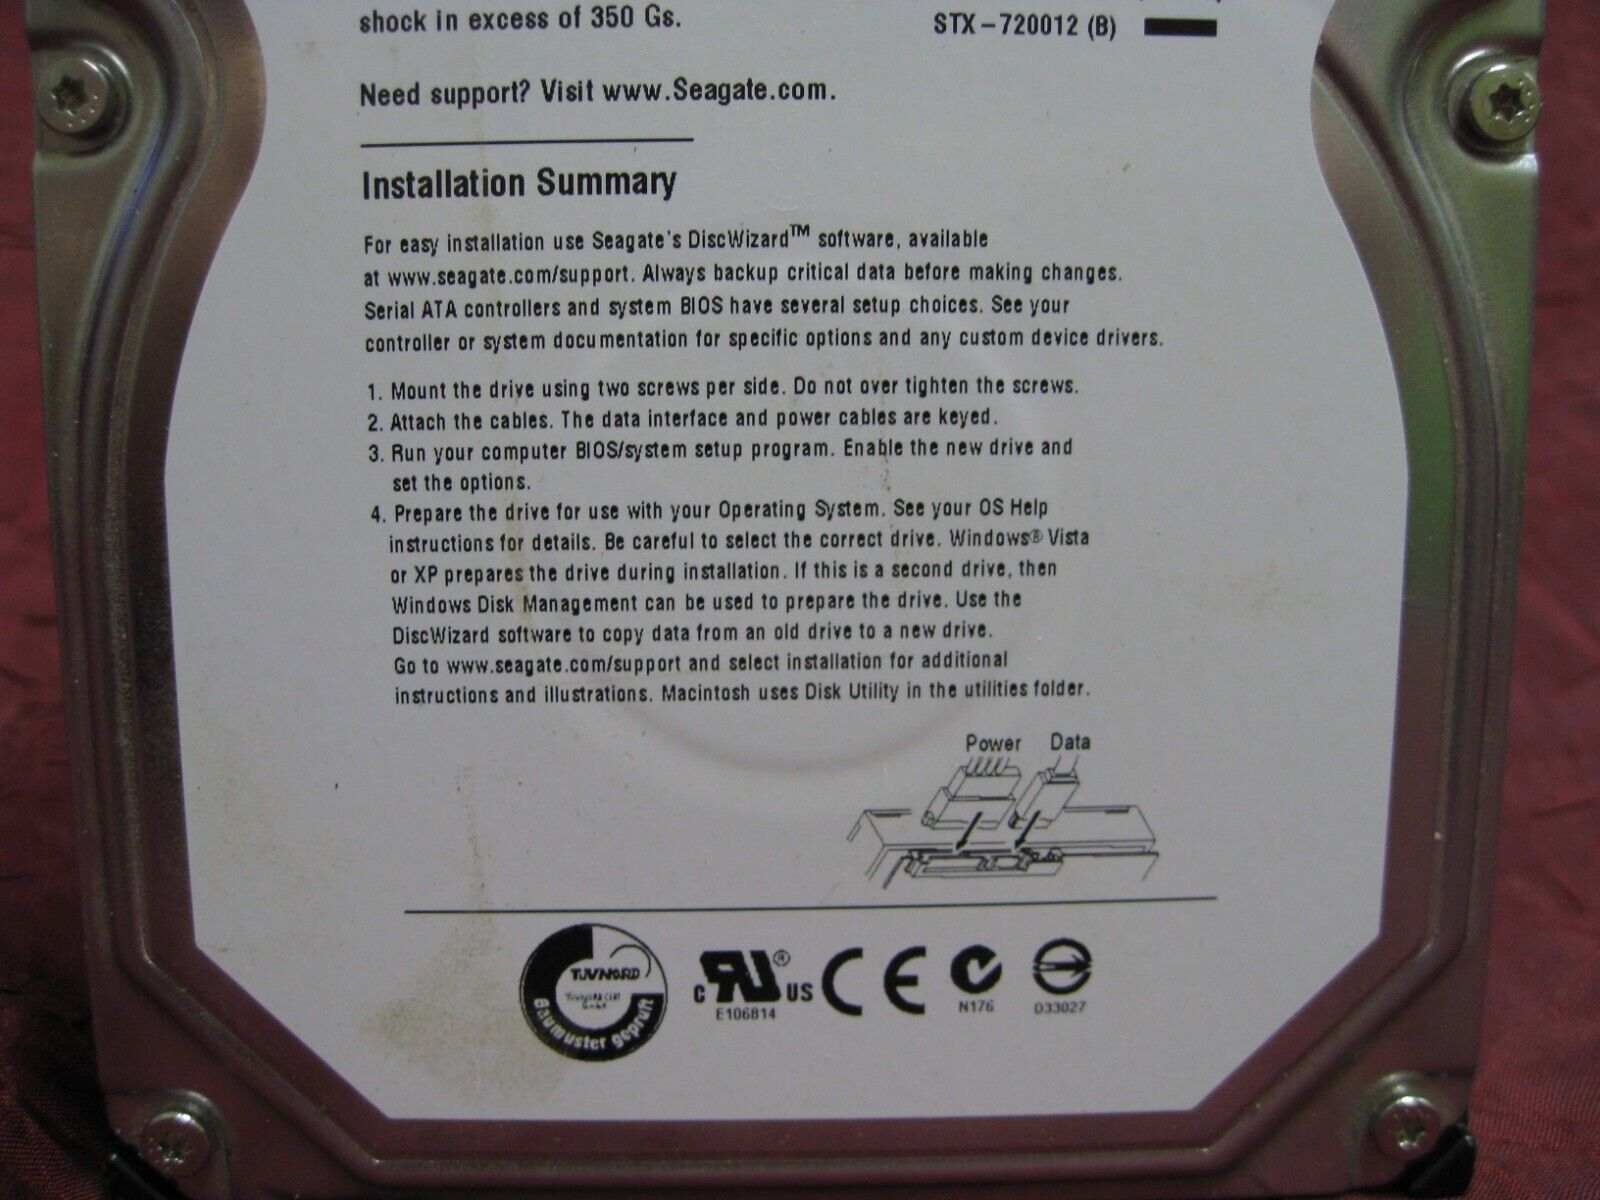 shock in excess of 350 Gs.
STX-720012 (B)
Need support? Visit www.Seagate.com.
Installation Summary
For easy installation use Seagate's DiscWizard™ software, available
at www.seagate.com/support. Always backup critical data before making changes.
Serial ATA controllers and system BIOS have several setup choices. See your
controller or system documentation for specific options and any custom device drivers.
1. Mount the drive using two screws per side. Do not over tighten the screws.
2. Attach the cables. The data interface and power cables are keyed.
3. Run your computer BIOS/system setup program. Enable the new drive and
set the options.
4. Prepare the drive for use with your Operating System. See your OS Help
instructions for details. Be careful to select the correct drive. Windows® Vista
or XP prepares the drive during installation. If this is a second drive, then
Windows Disk Management can be used to prepare the drive. Use the
DiscWizard software to copy data from an old drive to a new drive.
Go to www.seagate.com/support and select installation for additional
instructions and illustrations. Macintosh uses Disk Utility in the utilities folder.
Power Data
TÜVNORD
Baumuster geprüft
c RU® US
E106814
CE
N176
D33027